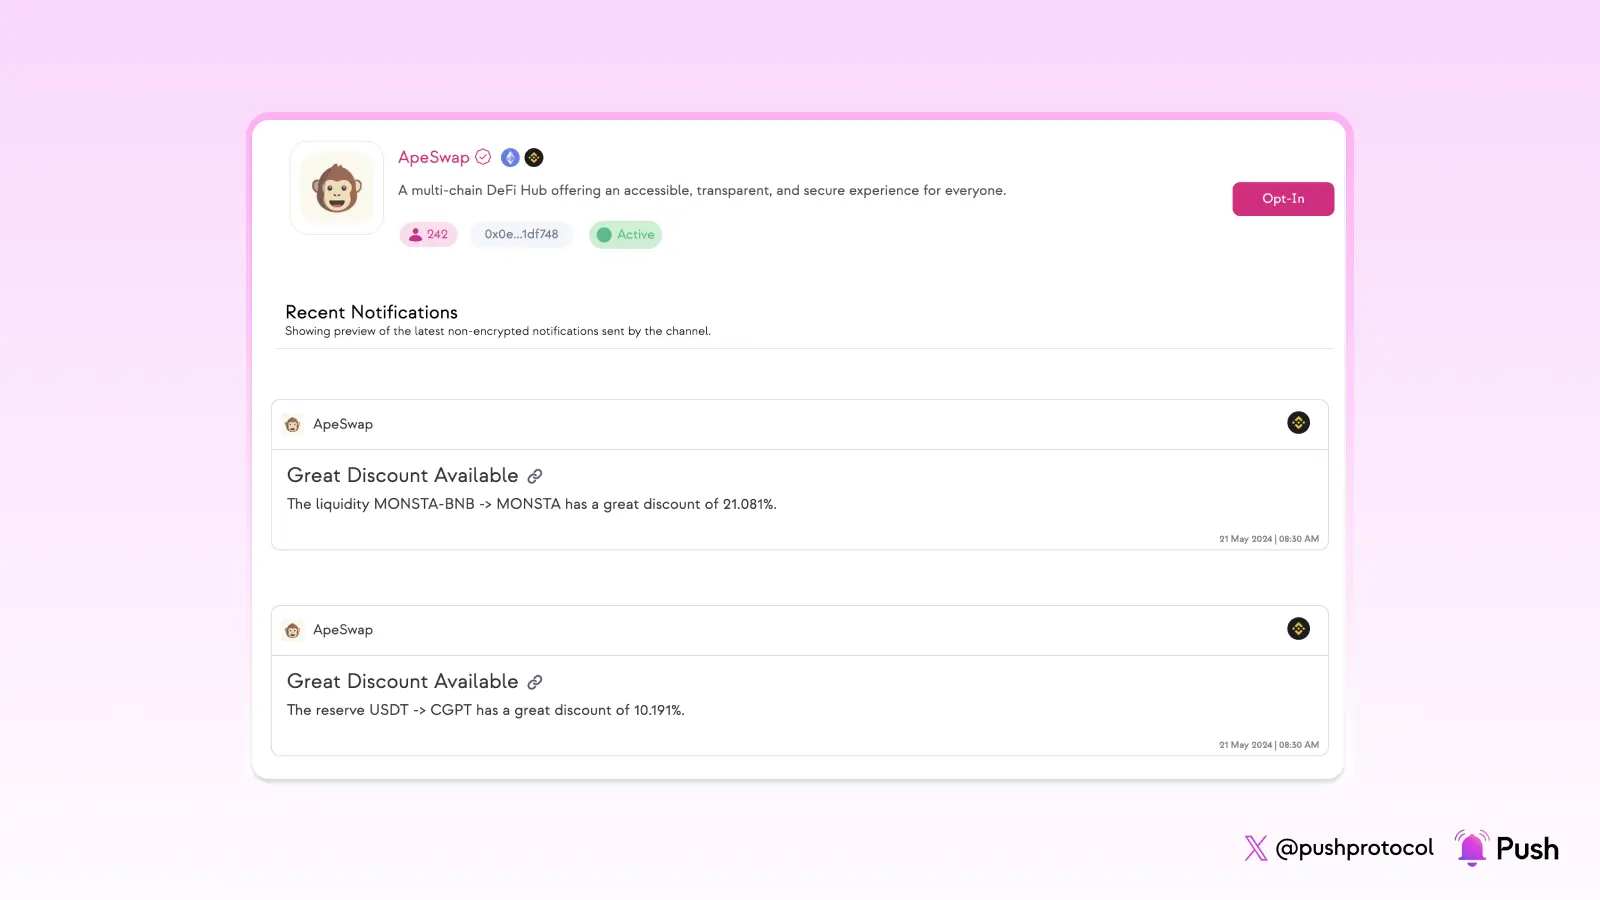 ApeSwap
A multi-chain DeFi Hub offering an accessible, transparent, and secure experience for everyone.
Opt-In
242
0x0e...1df748
Active
Recent Notifications
Showing preview of the latest non-encrypted notifications sent by the channel.
ApeSwap
Great Discount Available
The liquidity MONSTA-BNB -> MONSTA has a great discount of 21.081%.
21 May 2024 | 08:30 AM
ApeSwap
Great Discount Available
The reserve USDT -> CGPT has a great discount of 10.191%.
21 May 2024 | 08:30 AM
@pushprotocol
Push